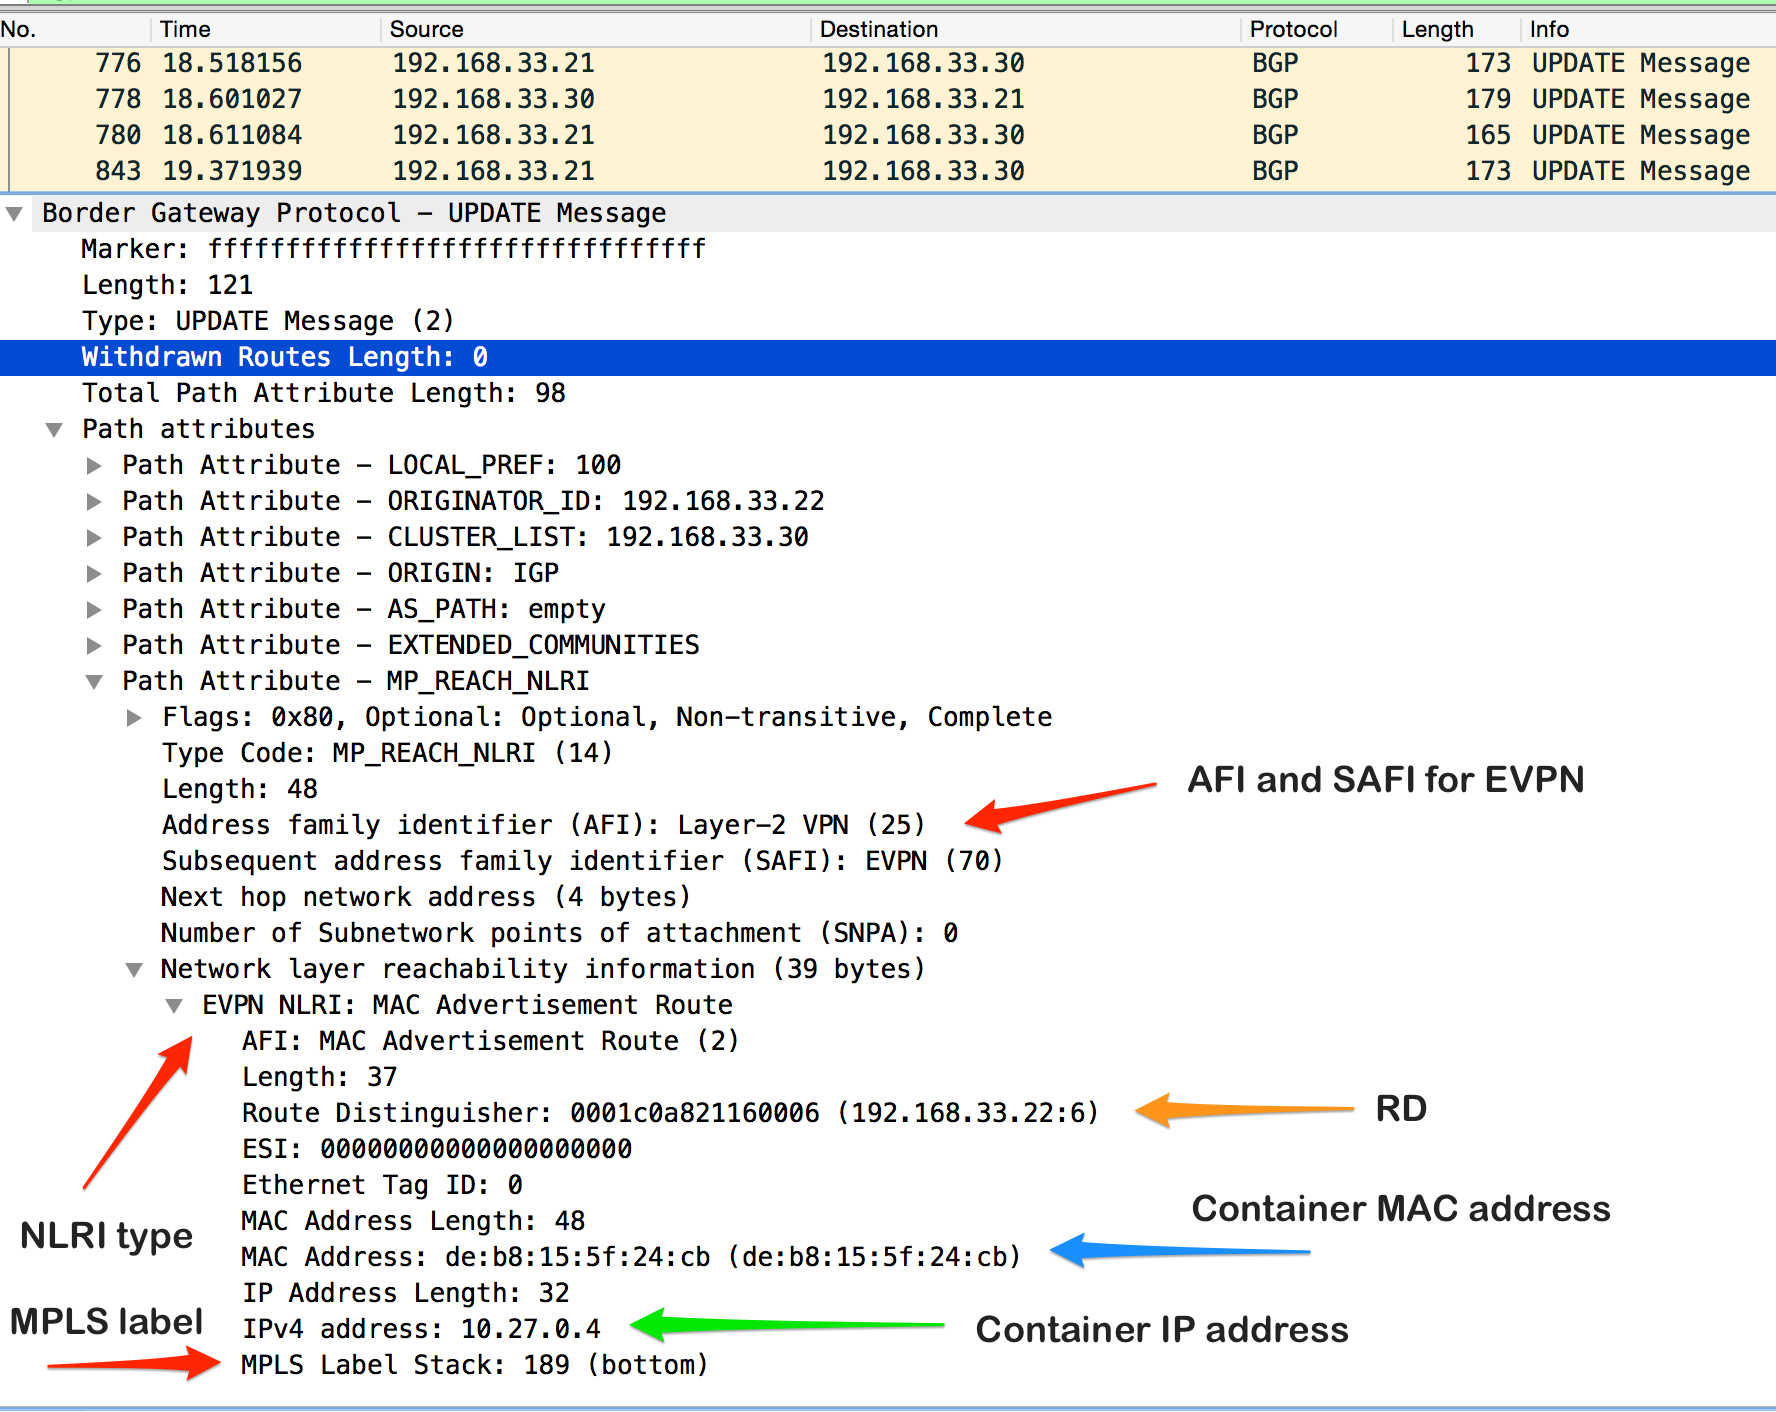 No. Time Source Destination Protocol Length Info
776 18.518156 192.168.33.21 192.168.33.30 BGP 173 UPDATE Message
778 18.601027 192.168.33.30 192.168.33.21 BGP 179 UPDATE Message
780 18.611084 192.168.33.21 192.168.33.30 BGP 165 UPDATE Message
843 19.371939 192.168.33.21 192.168.33.30 BGP 173 UPDATE Message
Border Gateway Protocol – UPDATE Message
Marker: ffffffffffffffffffffffffffffffff
Length: 121
Type: UPDATE Message (2)
Withdrawn Routes Length: 0
Total Path Attribute Length: 98
Path attributes
Path Attribute – LOCAL_PREF: 100
Path Attribute – ORIGINATOR_ID: 192.168.33.22
Path Attribute – CLUSTER_LIST: 192.168.33.30
Path Attribute – ORIGIN: IGP
Path Attribute – AS_PATH: empty
Path Attribute – EXTENDED_COMMUNITIES
Path Attribute – MP_REACH_NLRI
Flags: 0x80, Optional: Optional, Non-transitive, Complete
Type Code: MP_REACH_NLRI (14)
Length: 48
AFI and SAFI for EVPN
Address family identifier (AFI): Layer-2 VPN (25)
Subsequent address family identifier (SAFI): EVPN (70)
Next hop network address (4 bytes)
Number of Subnetwork points of attachment (SNPA): 0
Network layer reachability information (39 bytes)
EVPN NLRI: MAC Advertisement Route
AFI: MAC Advertisement Route (2)
Length: 37
Route Distinguisher: 0001c0a821160006 (192.168.33.22:6)
RD
ESI: 00000000000000000000
Ethernet Tag ID: 0
MAC Address Length: 48
Container MAC address
NLRI type
MAC Address: de:b8:15:5f:24:cb (de:b8:15:5f:24:cb)
IP Address Length: 32
MPLS label
IPv4 address: 10.27.0.4
Container IP address
MPLS Label Stack: 189 (bottom)